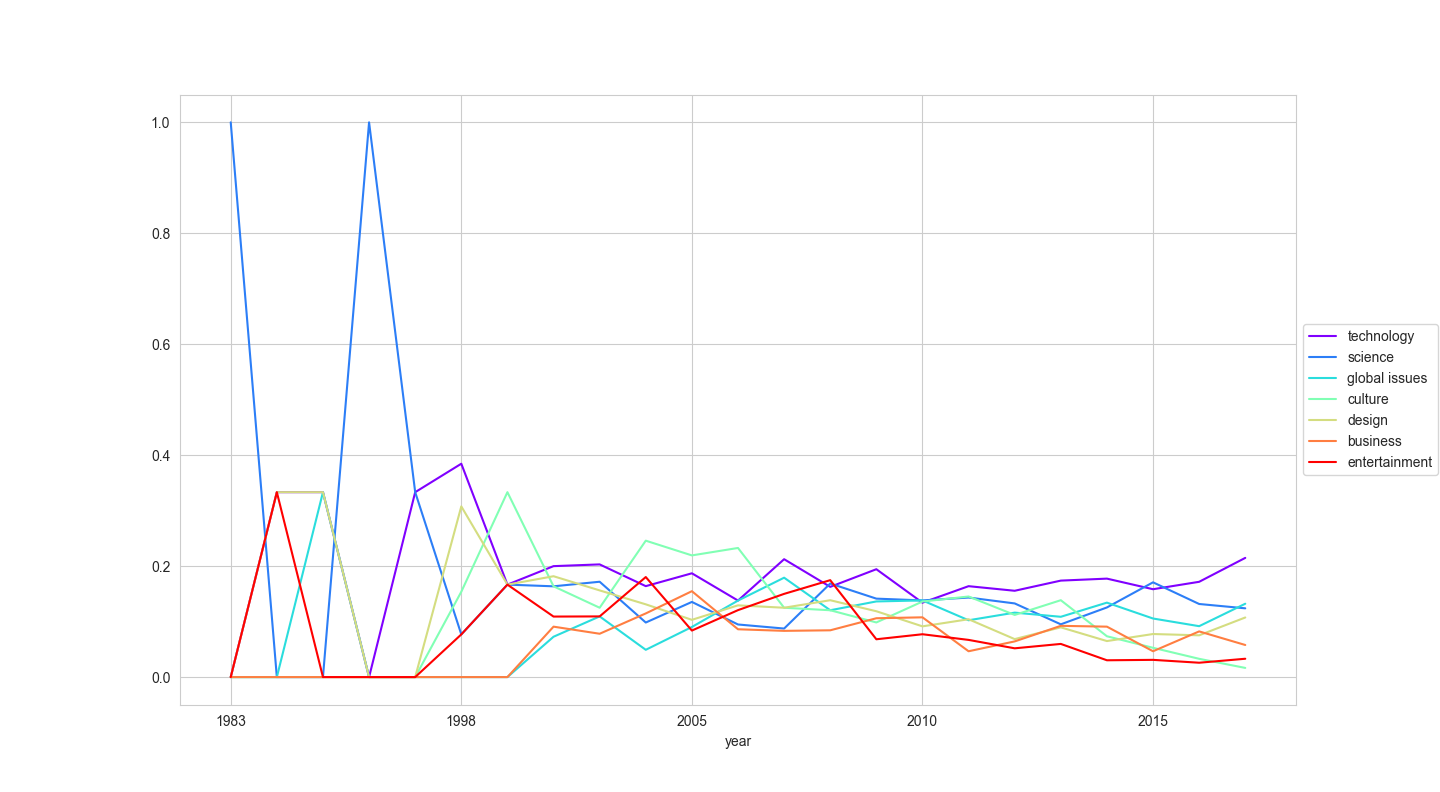 1.0
0.8
0.6
0.4
0.2
0.0
1983 1998 2005 2010 2015
year
technology
science
global issues
culture
design
business
entertainment